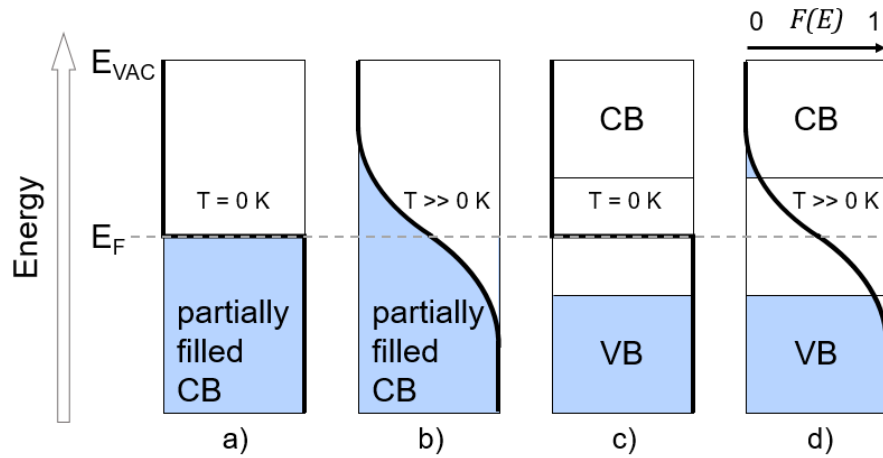 0 F(E) 1
E_VAC
CB
CB
T = 0 K
T >> 0 K
T = 0 K
T >> 0 K
Energy
E_F
partially
filled
CB
partially
filled
CB
VB
VB
a)
b)
c)
d)